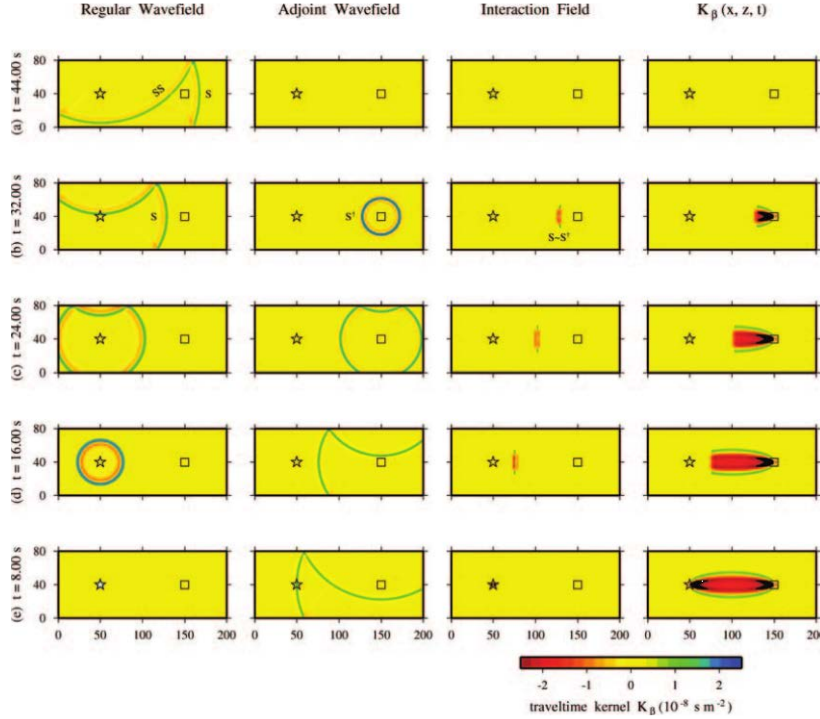 Regular Wavefield Adjoint Wavefield Interaction Field K β (x, z, t)
(a) t = 44.00 s
80
40
0
SS
S
(b) t = 32.00 s
80
40
0
S
S†
S~S†
(c) t = 24.00 s
80
40
0
(d) t = 16.00 s
80
40
0
(e) t = 8.00 s
80
40
0
0 50 100 150 200 0 50 100 150 200 0 50 100 150 200 0 50 100 150 200
-2 -1 0 1 2
traveltime kernel K β (10⁻⁸ s m⁻²)